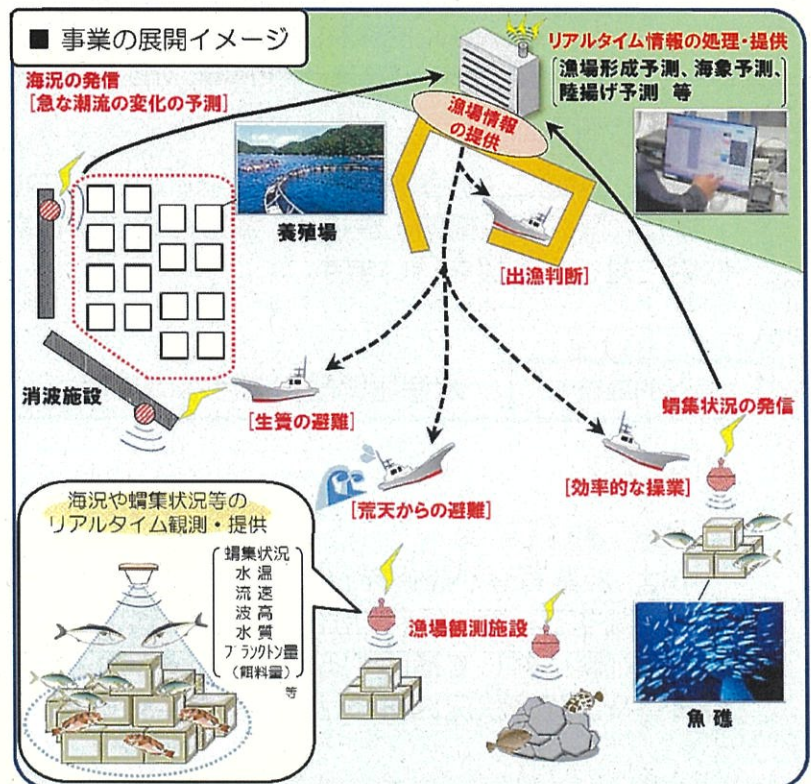 ■ 事業の展開イメージ
海況の発信
[急な潮流の変化の予測]
リアルタイム情報の処理・提供
漁場形成予測、海象予測、
陸揚げ予測 等
漁場情報
の提供
養殖場
[出漁判断]
消波施設
[生簀の避難]
蝟集状況の発信
[荒天からの避難]
[効率的な操業]
海況や蝟集状況等の
リアルタイム観測・提供
蝟集状況
水温
流速
波高
水質
プランクトン量
(餌料量)
等
漁場観測施設
魚礁